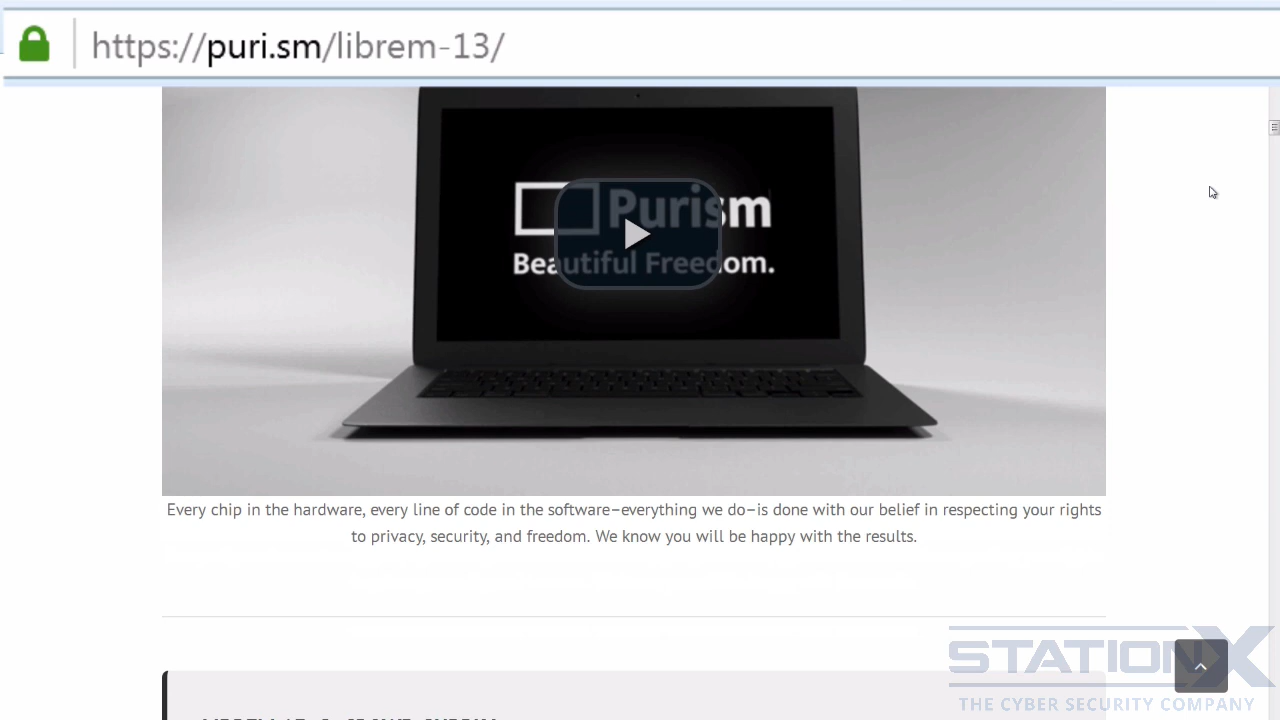 https://puri.sm/librem-13/
Purism
Beautiful Freedom.
Every chip in the hardware, every line of code in the software–everything we do–is done with our belief in respecting your rights
to privacy, security, and freedom. We know you will be happy with the results.
STATIONX
THE CYBER SECURITY COMPANY